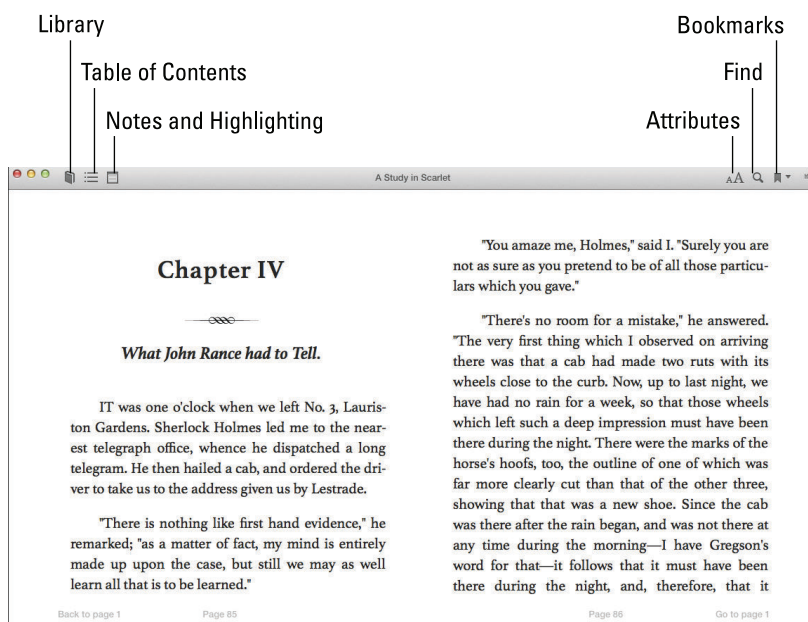 Library
Bookmarks
Table of Contents
Find
Notes and Highlighting
Attributes
A Study in Scarlet
AA
Chapter IV
What John Rance had to Tell.
IT was one o'clock when we left No. 3, Lauris-
ton Gardens. Sherlock Holmes led me to the near-
est telegraph office, whence he dispatched a long
telegram. He then hailed a cab, and ordered the dri-
ver to take us to the address given us by Lestrade.
"There is nothing like first hand evidence," he
remarked; "as a matter of fact, my mind is entirely
made up upon the case, but still we may as well
learn all that is to be learned."
Back to page 1
Page 85
"You amaze me, Holmes," said I. "Surely you are
not as sure as you pretend to be of all those particu-
lars which you gave."
"There's no room for a mistake," he answered.
"The very first thing which I observed on arriving
there was that a cab had made two ruts with its
wheels close to the curb. Now, up to last night, we
have had no rain for a week, so that those wheels
which left such a deep impression must have been
there during the night. There were the marks of the
horse's hoofs, too, the outline of one of which was
far more clearly cut than that of the other three,
showing that that was a new shoe. Since the cab
was there after the rain began, and was not there at
any time during the morning—I have Gregson's
word for that—it follows that it must have been
there during the night, and, therefore, that it
Page 86
Go to page 1